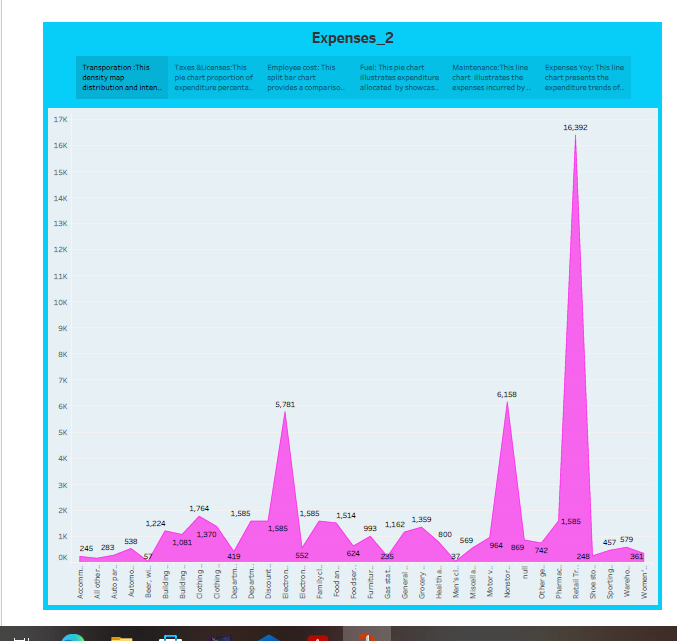 Expenses_2
Transporation :This
density map
distribution and inten..
Taxes &Licenses:This
pie chart proportion of
expenditure percenta..
Employee cost: This
split bar chart
provides a compariso..
Fuel: This pie chart
illustrates expenditure
allocated by showcas..
Maintenance:This line
chart illustrates the
expenses incurred by ..
Expenses Yoy: This line
chart presents the
expenditure trends of..
17K
16K
15K
14K
13K
12K
11K
10K
9K
8K
7K
6K
5K
4K
3K
2K
1K
0K
245
283
538
57
1,224
1,081
1,764
1,370
419
1,585
1,585
5,781
552
1,585
1,514
624
993
235
1,162
1,359
800
37
569
964
6,158
869
742
1,585
16,392
248
457
579
361
Accomm..
All other..
Auto par..
Automo..
Beer, wi..
Building ..
Building ..
Clothing ..
Clothing ..
Departm..
Departm..
Discount..
Electron..
Electron..
Family cl..
Food an..
Foodser..
Furnitur..
Gas stat..
General ..
Grocery ..
Health a..
Men's cl..
Miscella..
Motor v..
Nonstor..
null
Other ge..
Pharmac..
Retail Tr..
Shoe sto..
Sporting..
Wareho..
Women'..